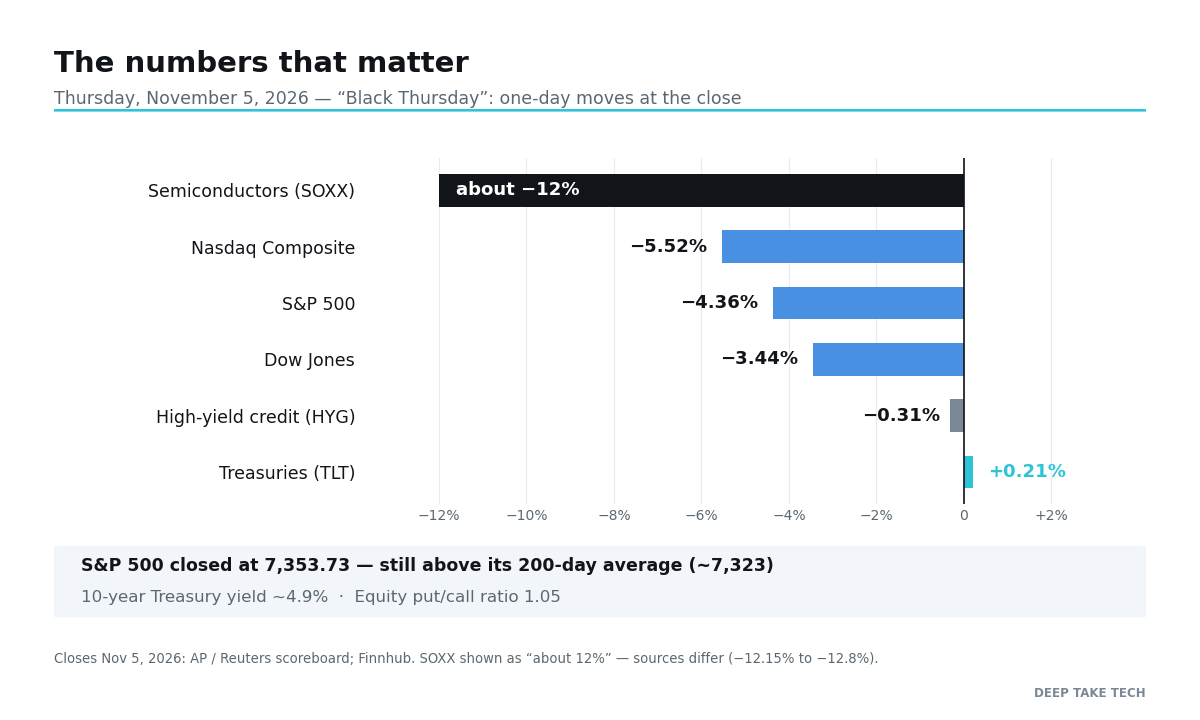 The numbers that matter
Thursday, November 5, 2026 — “Black Thursday”: one-day moves at the close
Semiconductors (SOXX)
about −12%
Nasdaq Composite
−5.52%
S&P 500
−4.36%
Dow Jones
−3.44%
High-yield credit (HYG)
−0.31%
Treasuries (TLT)
+0.21%
−12% −10% −8% −6% −4% −2% 0 +2%
S&P 500 closed at 7,353.73 — still above its 200-day average (~7,323)
10-year Treasury yield ~4.9% · Equity put/call ratio 1.05
Closes Nov 5, 2026: AP / Reuters scoreboard; Finnhub. SOXX shown as “about 12%” — sources differ (−12.15% to −12.8%).
DEEP TAKE TECH